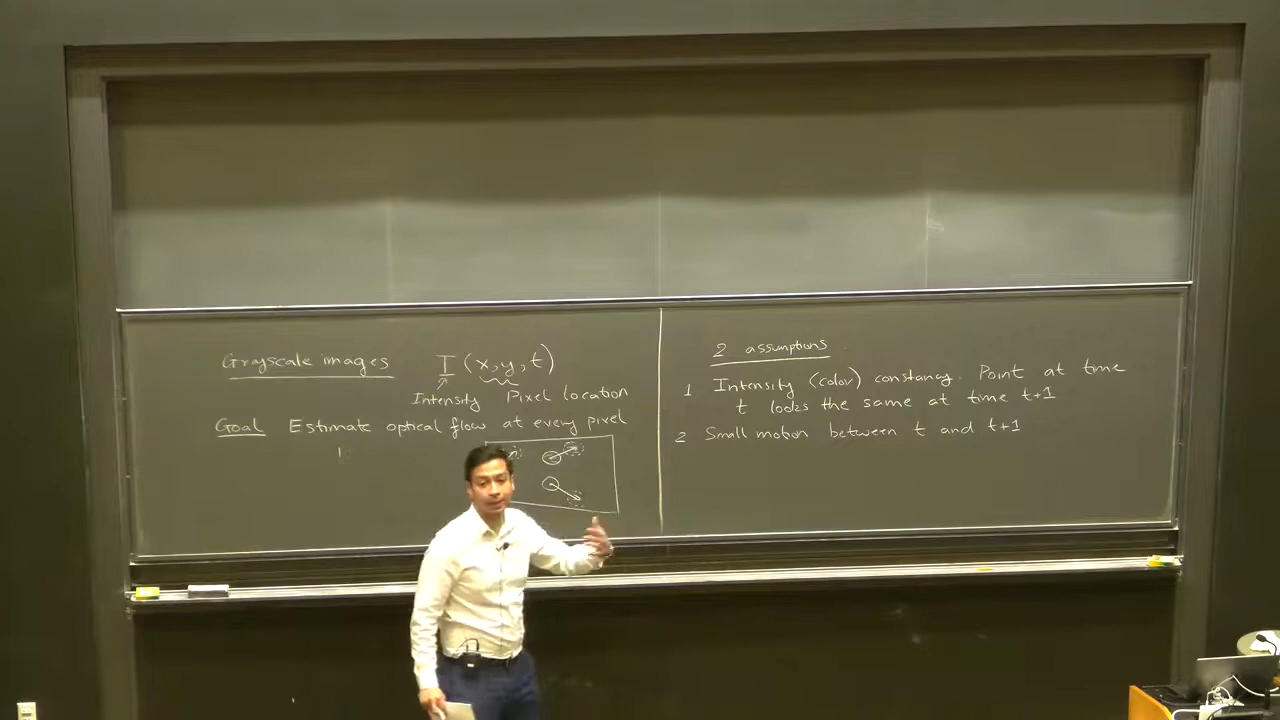 Grayscale images I (x,y,t)
Intensity Pixel location
Goal Estimate optical flow at every pixel
2 assumptions
1 Intensity (color) constancy. Point at time
t looks the same at time t+1
2 Small motion between t and t+1